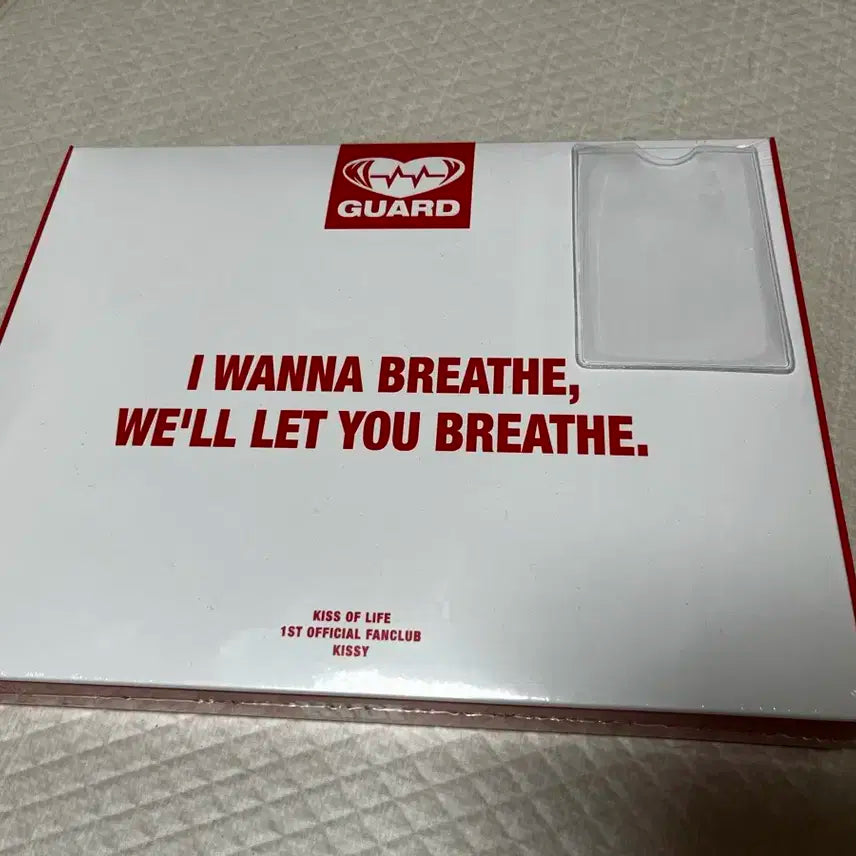 GUARD
I WANNA BREATHE,
WE'LL LET YOU BREATHE.
KISS OF LIFE
1ST OFFICIAL FANCLUB
KISSY